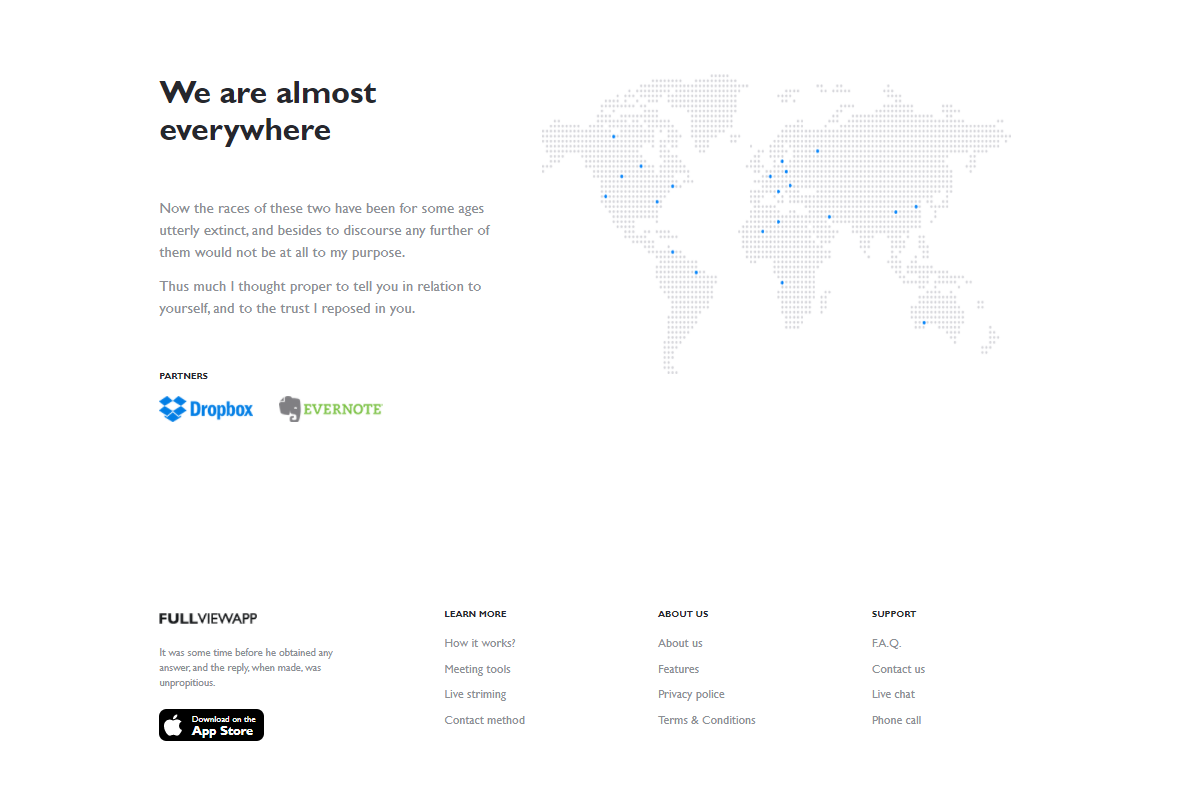 We are almost
everywhere
Now the races of these two have been for some ages
utterly extinct, and besides to discourse any further of
them would not be at all to my purpose.
Thus much I thought proper to tell you in relation to
yourself, and to the trust I reposed in you.
PARTNERS
Dropbox
EVERNOTE
FULLVIEWAPP
It was some time before he obtained any
answer, and the reply, when made, was
unpropitious.
Download on the
App Store
LEARN MORE
How it works?
Meeting tools
Live striming
Contact method
ABOUT US
About us
Features
Privacy police
Terms & Conditions
SUPPORT
F.A.Q.
Contact us
Live chat
Phone call